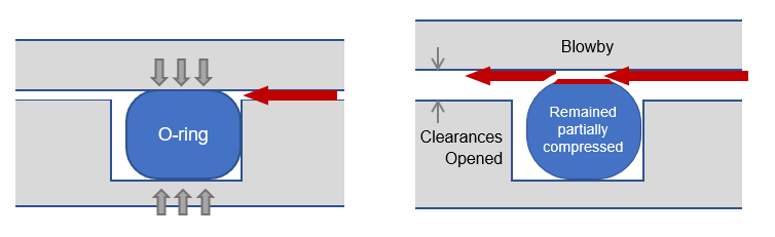 O-ring
Blowby
Remained
partially
compressed
Clearances
Opened